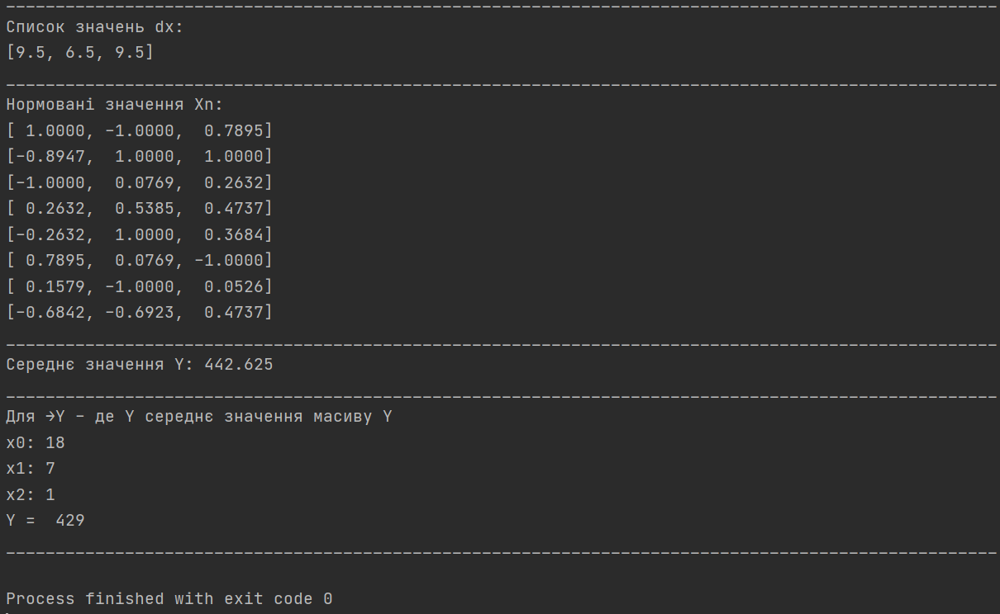 Список значень dx:
[9.5, 6.5, 9.5]
Нормовані значення Xn:
[ 1.0000, -1.0000,  0.7895]
[-0.8947,  1.0000,  1.0000]
[-1.0000,  0.0769,  0.2632]
[ 0.2632,  0.5385,  0.4737]
[-0.2632,  1.0000,  0.3684]
[ 0.7895,  0.0769, -1.0000]
[ 0.1579, -1.0000,  0.0526]
[-0.6842, -0.6923,  0.4737]
Середнє значення Y: 442.625
Для →Y - де Y середнє значення масиву Y
x0: 18
x1: 7
x2: 1
Y =  429
Process finished with exit code 0